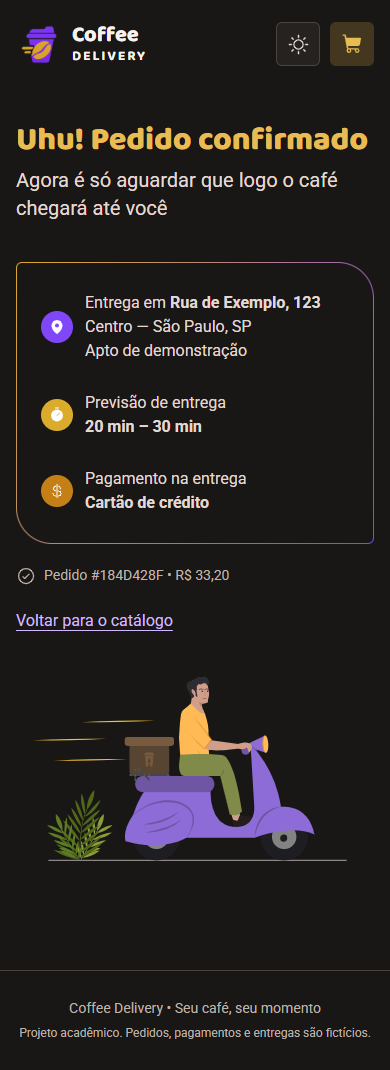 Coffee
DELIVERY
Uhu! Pedido confirmado
Agora é só aguardar que logo o café
chegará até você
Entrega em Rua de Exemplo, 123
Centro — São Paulo, SP
Apto de demonstração
Previsão de entrega
20 min – 30 min
Pagamento na entrega
Cartão de crédito
Pedido #184D428F • R$ 33,20
Voltar para o catálogo
Coffee Delivery • Seu café, seu momento
Projeto acadêmico. Pedidos, pagamentos e entregas são fictícios.